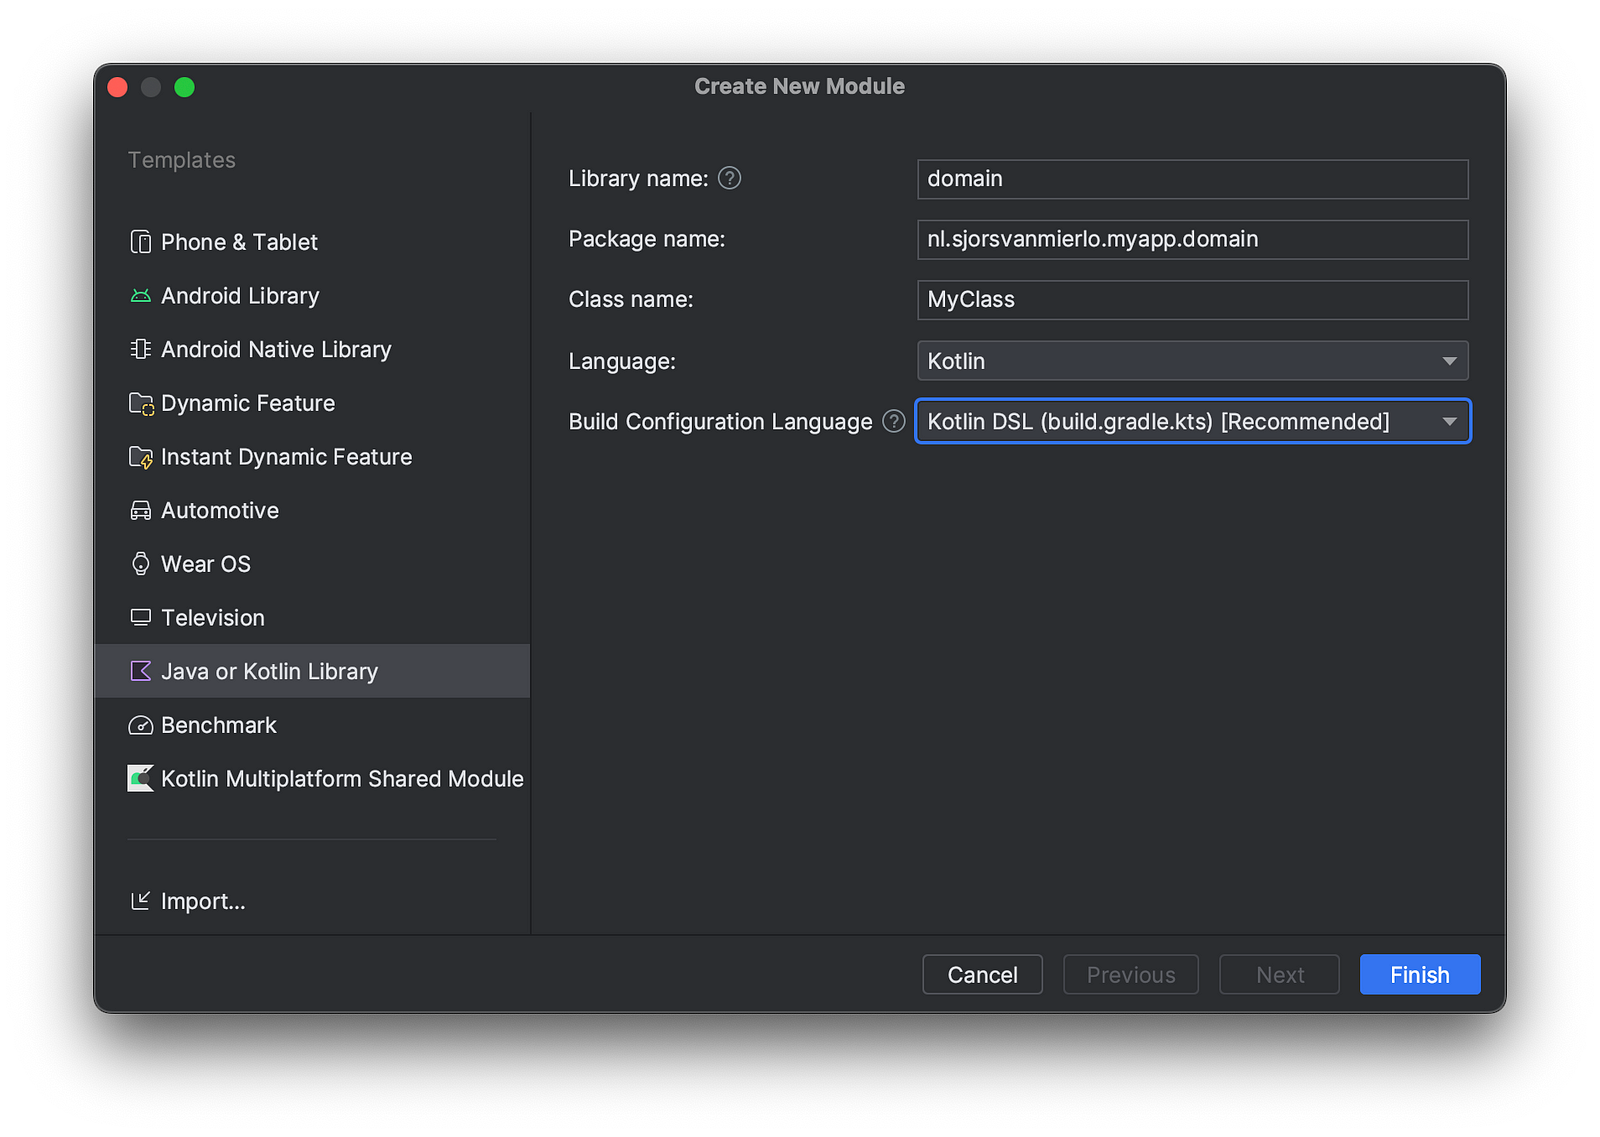 Create New Module
Templates
Phone & Tablet
Android Library
Android Native Library
Dynamic Feature
Instant Dynamic Feature
Automotive
Wear OS
Television
Java or Kotlin Library
Benchmark
Kotlin Multiplatform Shared Module
Import...
Library name: ? domain
Package name: nl.sjorsvanmierlo.myapp.domain
Class name: MyClass
Language: Kotlin
Build Configuration Language ? Kotlin DSL (build.gradle.kts) [Recommended]
Cancel Previous Next Finish